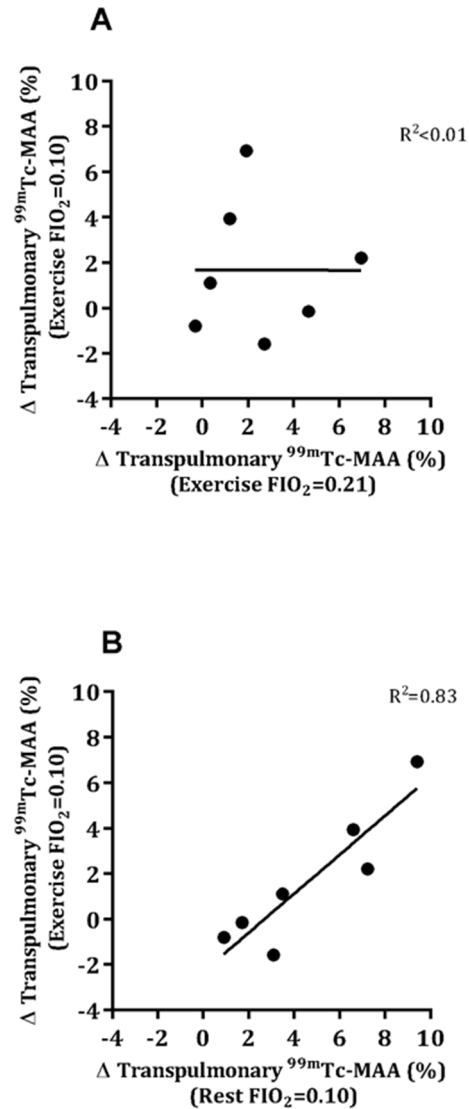 A
Δ Transpulmonary ⁹⁹ᵐTc-MAA (%)
(Exercise FIO₂=0.10)
10
8
6
4
2
0
-2
-4
R²<0.01
-4 -2 0 2 4 6 8 10
Δ Transpulmonary ⁹⁹ᵐTc-MAA (%)
(Exercise FIO₂=0.21)
B
Δ Transpulmonary ⁹⁹ᵐTc-MAA (%)
(Exercise FIO₂=0.10)
10
8
6
4
2
0
-2
-4
R²=0.83
-4 -2 0 2 4 6 8 10
Δ Transpulmonary ⁹⁹ᵐTc-MAA (%)
(Rest FIO₂=0.10)